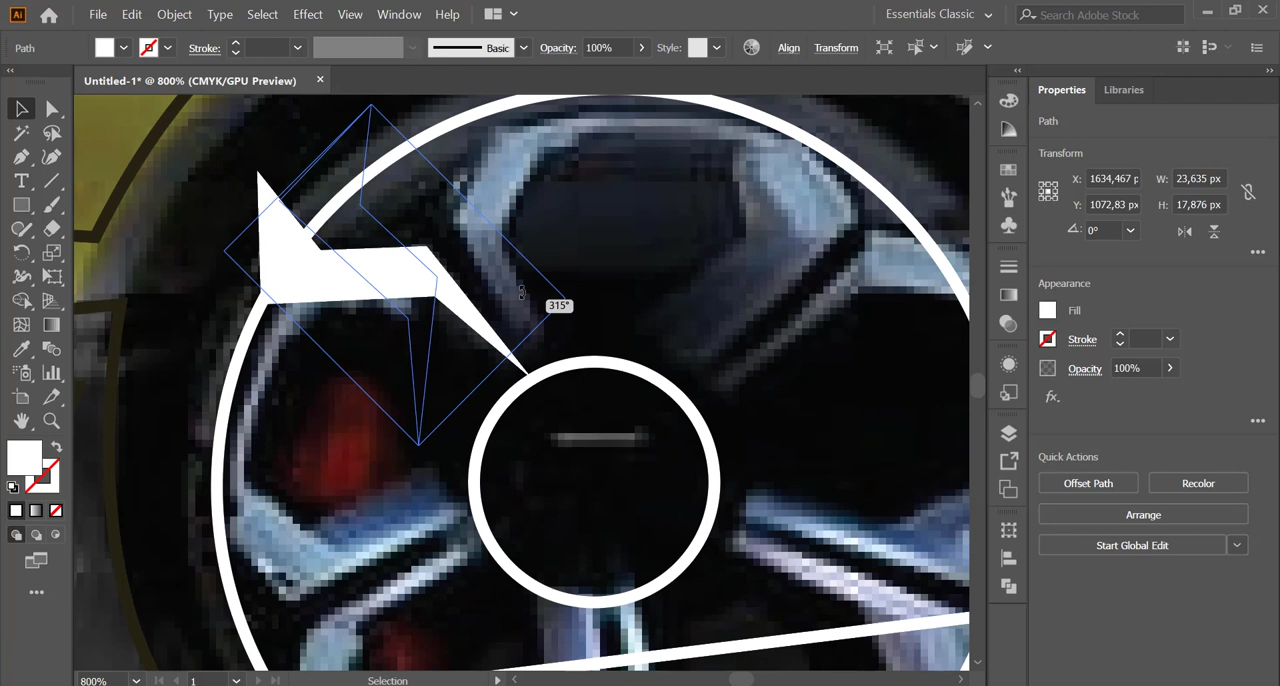 Ai File Edit Object Type Select Effect View Window Help Essentials Classic Search Adobe Stock
Path Stroke: Basic Opacity: 100% Style: Align Transform
Untitled-1* @ 800% (CMYK/GPU Preview)
Properties Libraries
Path
Transform
X: 1634,467 p W: 23,635 px
Y: 1072,83 px H: 17,876 px
0°
315°
Appearance
Fill
Stroke
Opacity 100%
fx.
Quick Actions
Offset Path Recolor
Arrange
Start Global Edit
800% 1 Selection